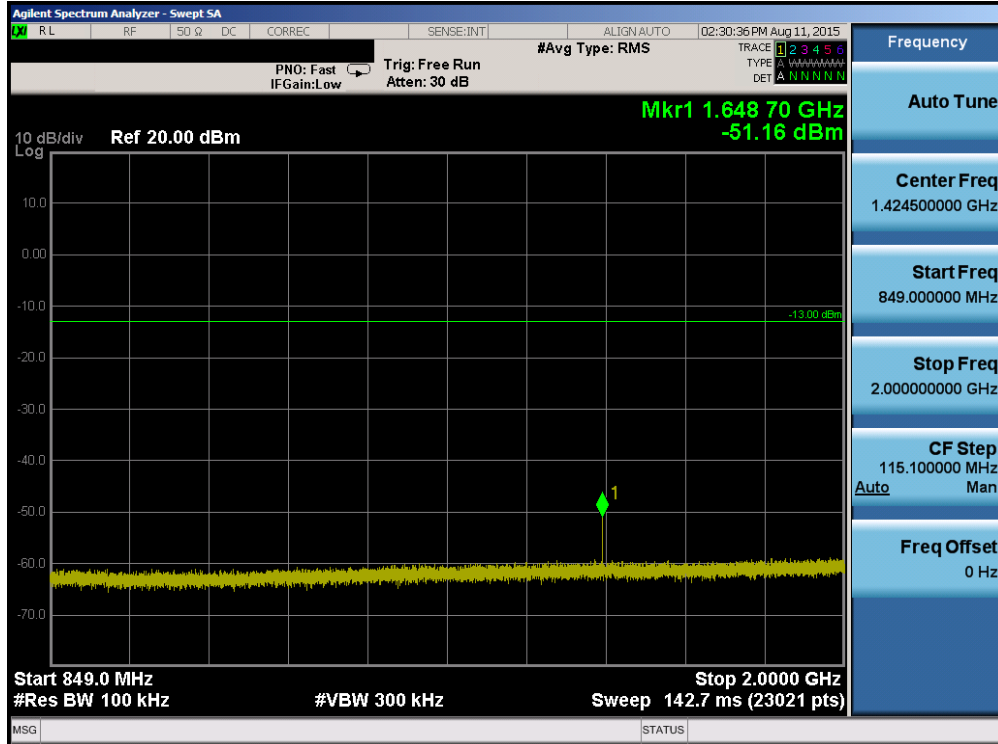 Agilent Spectrum Analyzer - Swept SA
LXI RL RF 50 Ω DC CORREC SENSE:INT ALIGN AUTO 02:30:36 PM Aug 11, 2015
#Avg Type: RMS TRACE 1 2 3 4 5 6
PNO: Fast Trig: Free Run TYPE A WWWWW
IFGain:Low Atten: 30 dB DET A N N N N N
Mkr1 1.648 70 GHz
10 dB/div Ref 20.00 dBm -51.16 dBm
Log
10.0
0.00
-10.0
-13.00 dBm
-20.0
-30.0
-40.0
1
-50.0
-60.0
-70.0
Start 849.0 MHz Stop 2.0000 GHz
#Res BW 100 kHz #VBW 300 kHz Sweep 142.7 ms (23021 pts)
MSG STATUS
Frequency
Auto Tune
Center Freq
1.424500000 GHz
Start Freq
849.000000 MHz
Stop Freq
2.000000000 GHz
CF Step
115.100000 MHz
Auto Man
Freq Offset
0 Hz